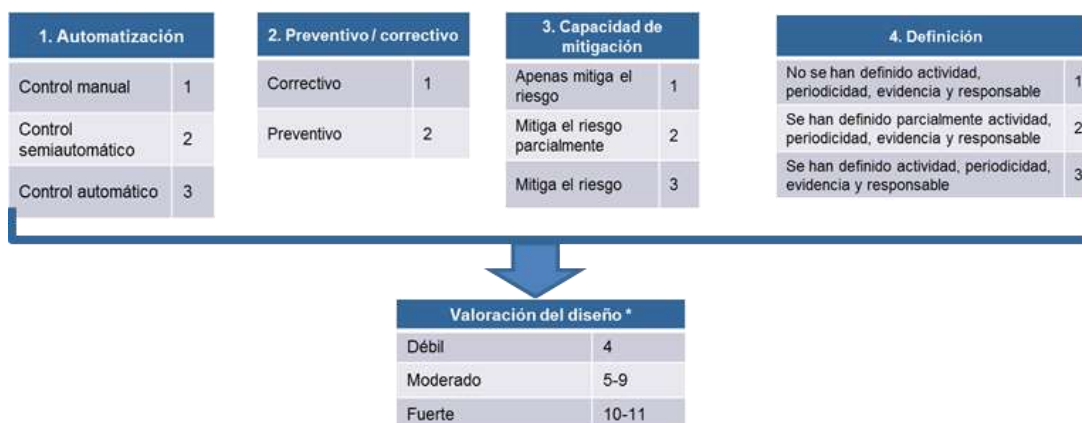 1. Automatización
Control manual 1
Control
semiautomático 2
Control automático 3
2. Preventivo / correctivo
Correctivo 1
Preventivo 2
3. Capacidad de
mitigación
Apenas mitiga el
riesgo 1
Mitiga el riesgo
parcialmente 2
Mitiga el riesgo 3
4. Definición
No se han definido actividad,
periodicidad, evidencia y responsable 1
Se han definido parcialmente actividad,
periodicidad, evidencia y responsable 2
Se han definido actividad, periodicidad,
evidencia y responsable 3
Valoración del diseño *
Débil 4
Moderado 5-9
Fuerte 10-11